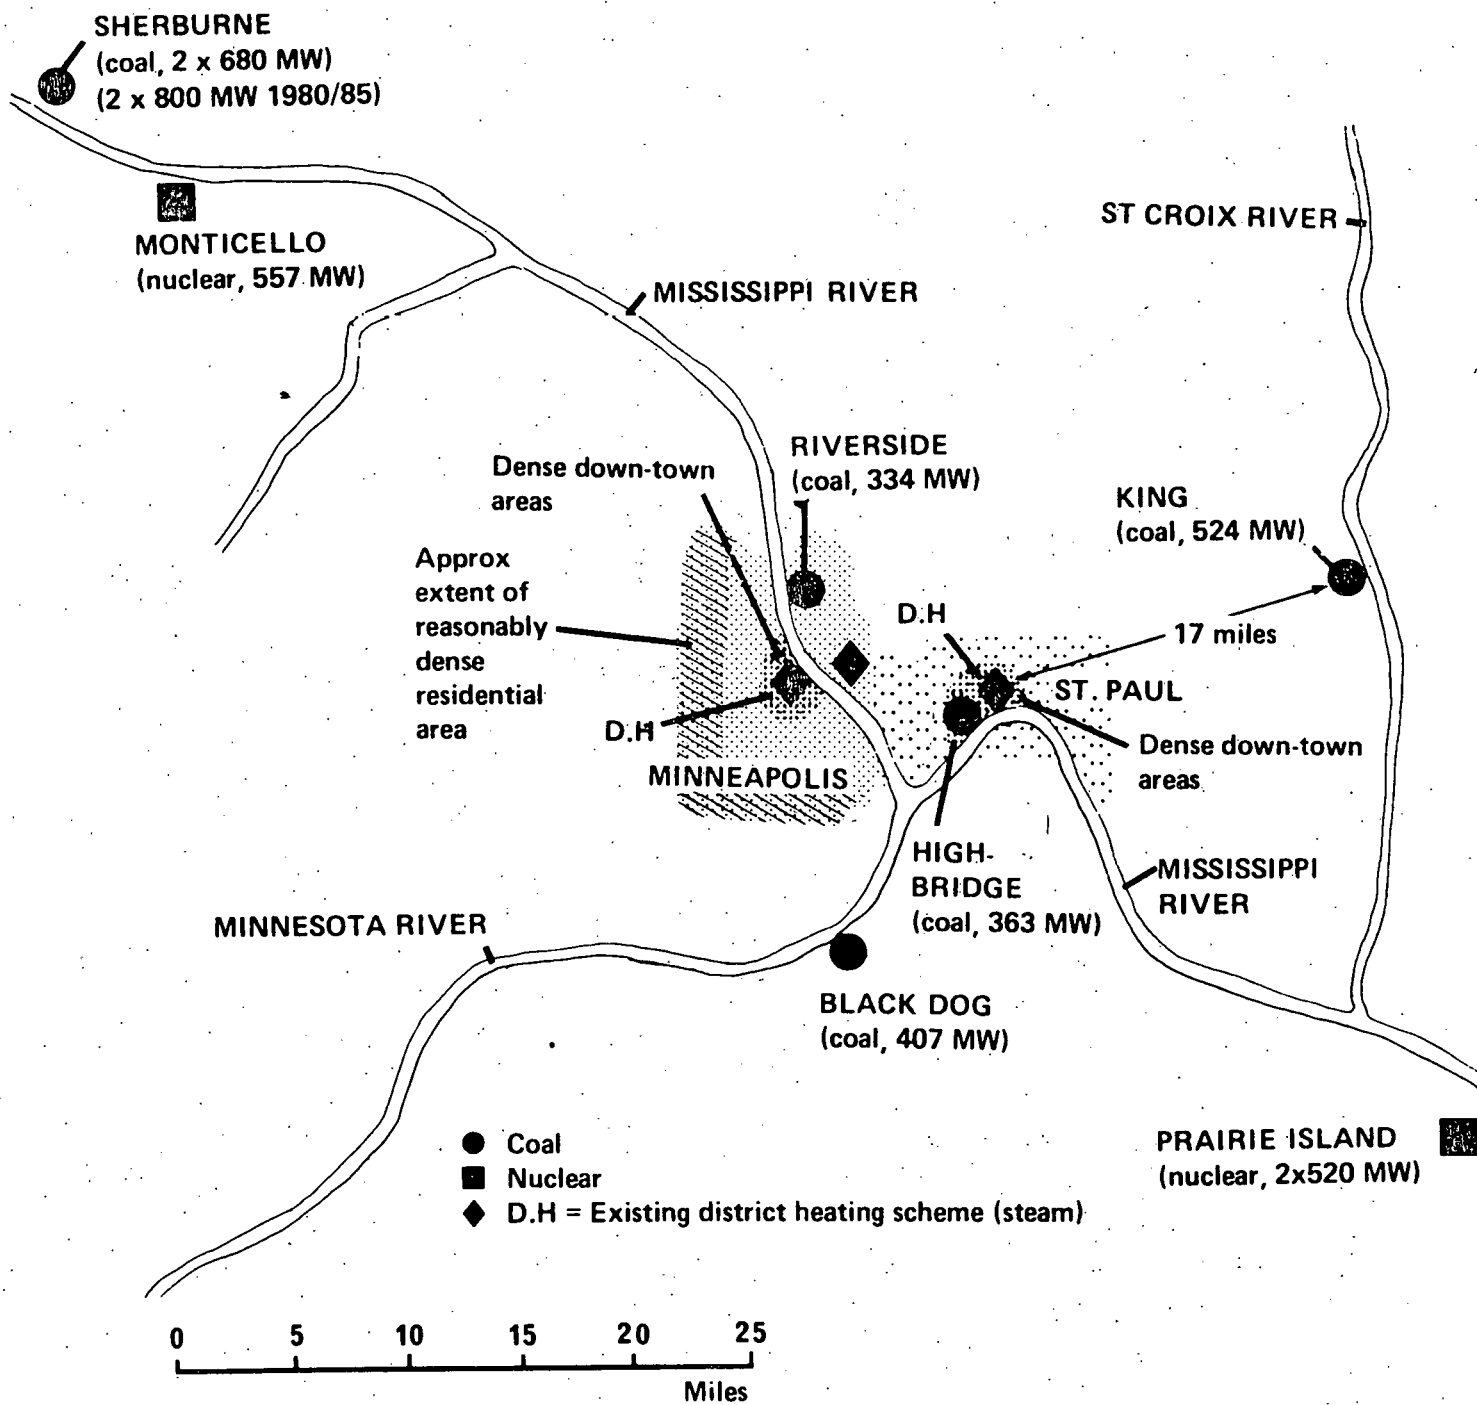 SHERBURNE
(coal, 2 x 680 MW)
(2 x 800 MW 1980/85)
MONTICELLO
(nuclear, 557 MW)
ST CROIX RIVER
MISSISSIPPI RIVER
RIVERSIDE
(coal, 334 MW)
Dense down-town
areas
KING
(coal, 524 MW)
Approx
extent of
reasonably
dense
residential
area
D.H
17 miles
ST. PAUL
D.H
Dense down-town
areas
MINNEAPOLIS
HIGH-
BRIDGE
(coal, 363 MW)
MISSISSIPPI
RIVER
MINNESOTA RIVER
BLACK DOG
(coal, 407 MW)
Coal
Nuclear
D.H = Existing district heating scheme (steam)
PRAIRIE ISLAND
(nuclear, 2x520 MW)
0 5 10 15 20 25
Miles